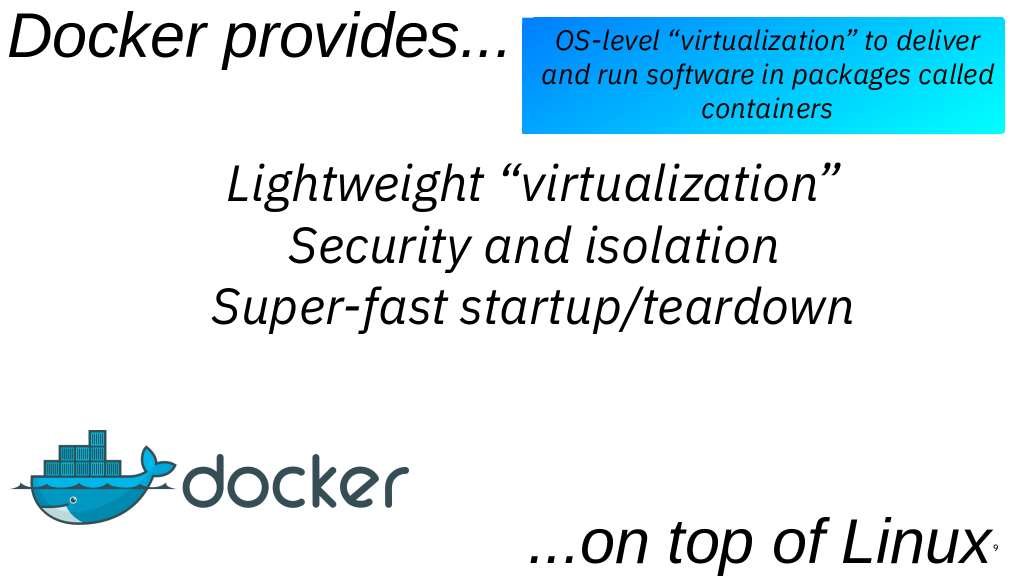 Docker provides...
OS-level “virtualization” to deliver
and run software in packages called
containers
Lightweight “virtualization”
Security and isolation
Super-fast startup/teardown
docker
...on top of Linux
9